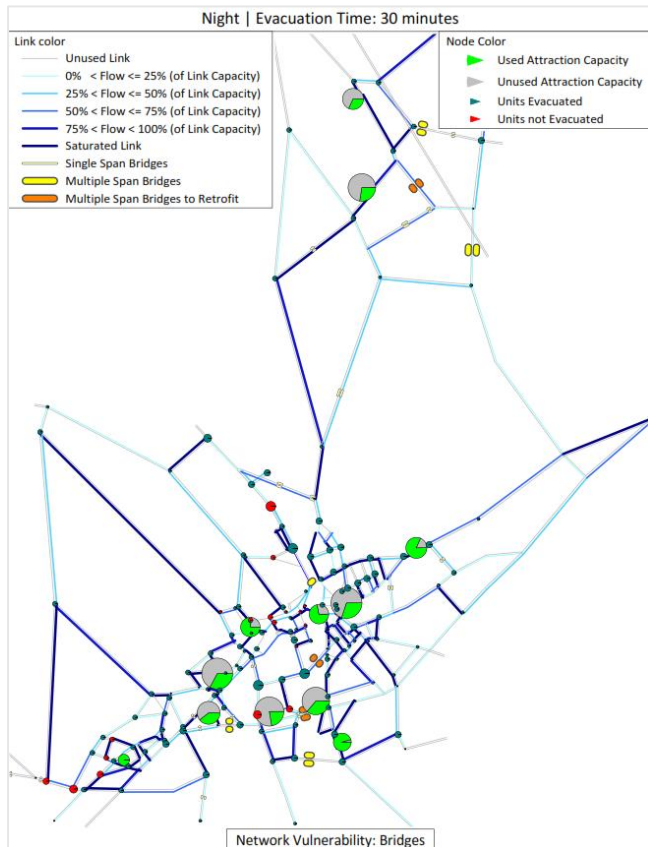 Night | Evacuation Time: 30 minutes
Link color
Unused Link
0% < Flow <= 25% (of Link Capacity)
25% < Flow <= 50% (of Link Capacity)
50% < Flow <= 75% (of Link Capacity)
75% < Flow < 100% (of Link Capacity)
Saturated Link
Single Span Bridges
Multiple Span Bridges
Multiple Span Bridges to Retrofit
Node Color
Used Attraction Capacity
Unused Attraction Capacity
Units Evacuated
Units not Evacuated
Network Vulnerability: Bridges